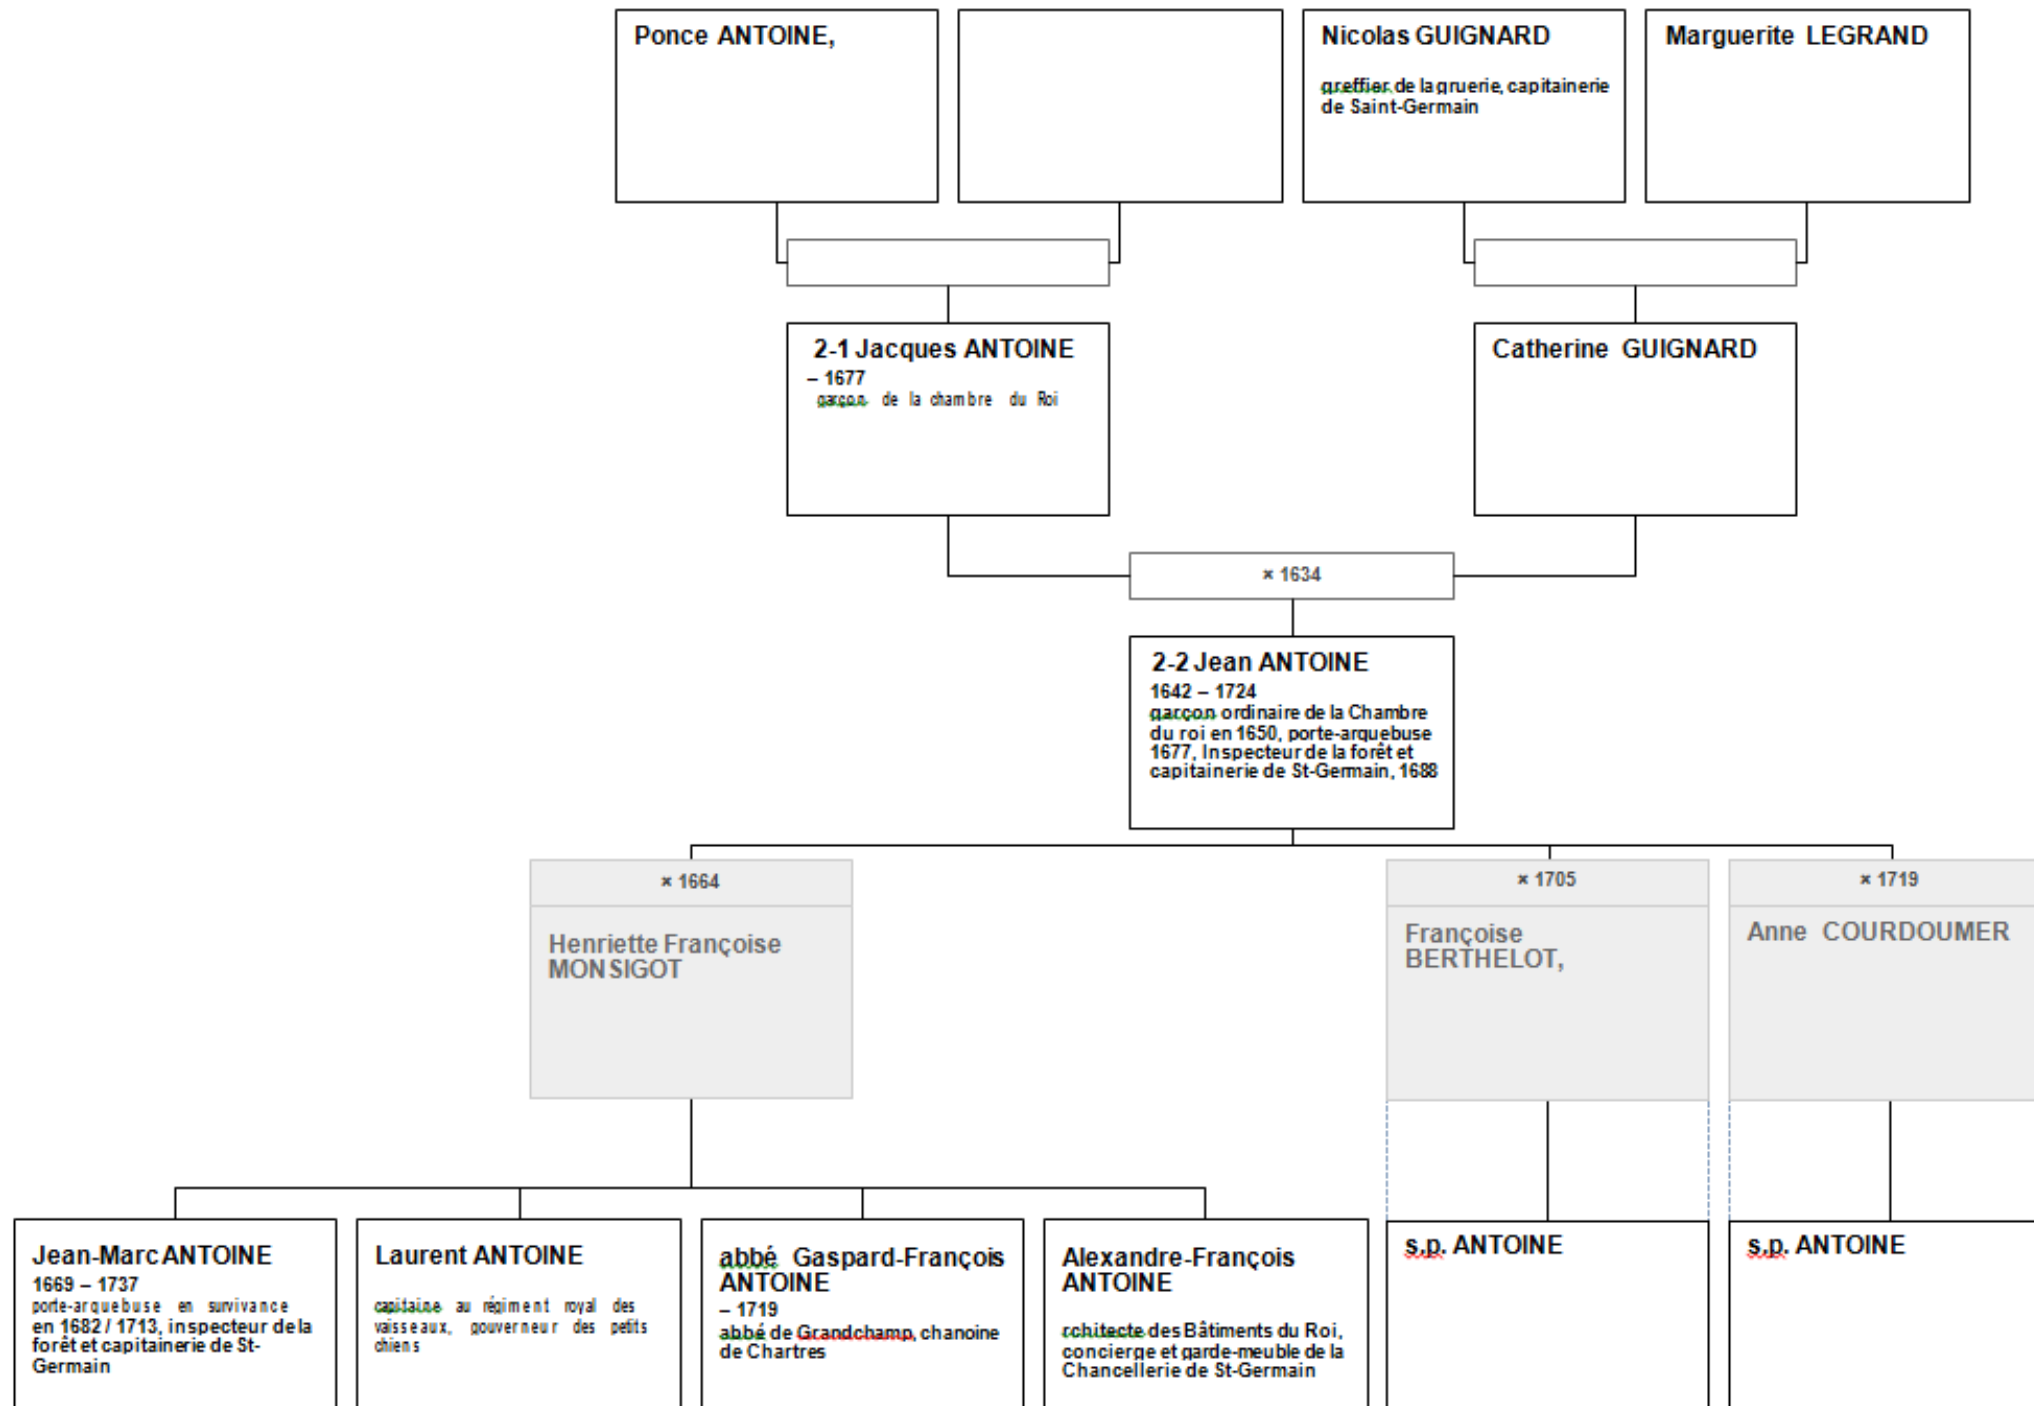 Ponce ANTOINE,
Nicolas GUIGNARD
greffier de la gruerie, capitainerie
de Saint-Germain
Marguerite LEGRAND
2-1 Jacques ANTOINE
– 1677
garçon de la chambre du Roi
Catherine GUIGNARD
× 1634
2-2 Jean ANTOINE
1642 – 1724
garçon ordinaire de la Chambre
du roi en 1650, porte-arquebuse
1677, Inspecteur de la forêt et
capitainerie de St-Germain, 1688
× 1664
Henriette Françoise
MONSIGOT
× 1705
Françoise
BERTHELOT,
× 1719
Anne COURDOUMER
Jean-Marc ANTOINE
1669 – 1737
porte-arquebuse en survivance
en 1682 / 1713, inspecteur de la
forêt et capitainerie de St-
Germain
Laurent ANTOINE
capitaine au régiment royal des
vaisseaux, gouverneur des petits
chiens
abbé Gaspard-François
ANTOINE
– 1719
abbé de Grandchamp, chanoine
de Chartres
Alexandre-François
ANTOINE
rchitecte des Bâtiments du Roi,
concierge et garde-meuble de la
Chancellerie de St-Germain
s.p. ANTOINE
s.p. ANTOINE